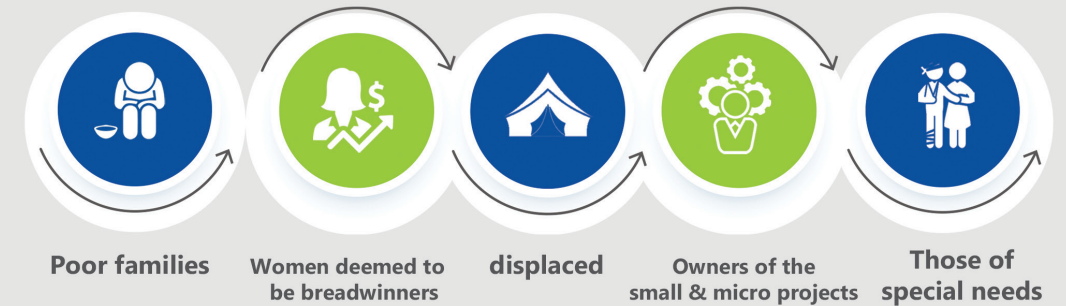 $
Poor families
Women deemed to
be breadwinners
displaced
Owners of the
small & micro projects
Those of
special needs